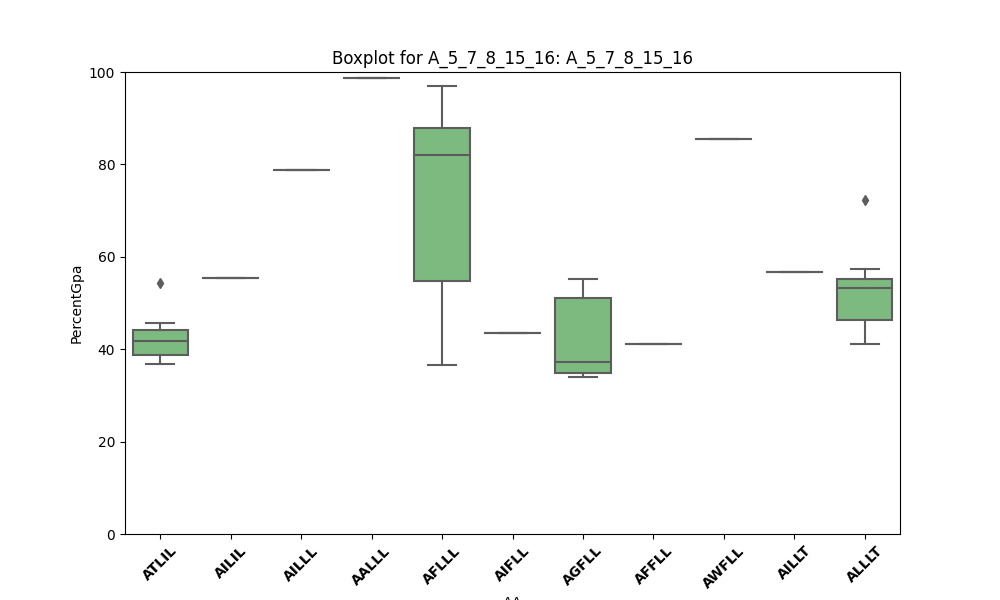 Boxplot for A_5_7_8_15_16: A_5_7_8_15_16
100
80
60
40
20
0
PercentGpa
ATLIL
AILIL
AILLL
AALLL
AFLLL
AIFLL
AGFLL
AFFLL
AWFLL
AILLT
ALLLT